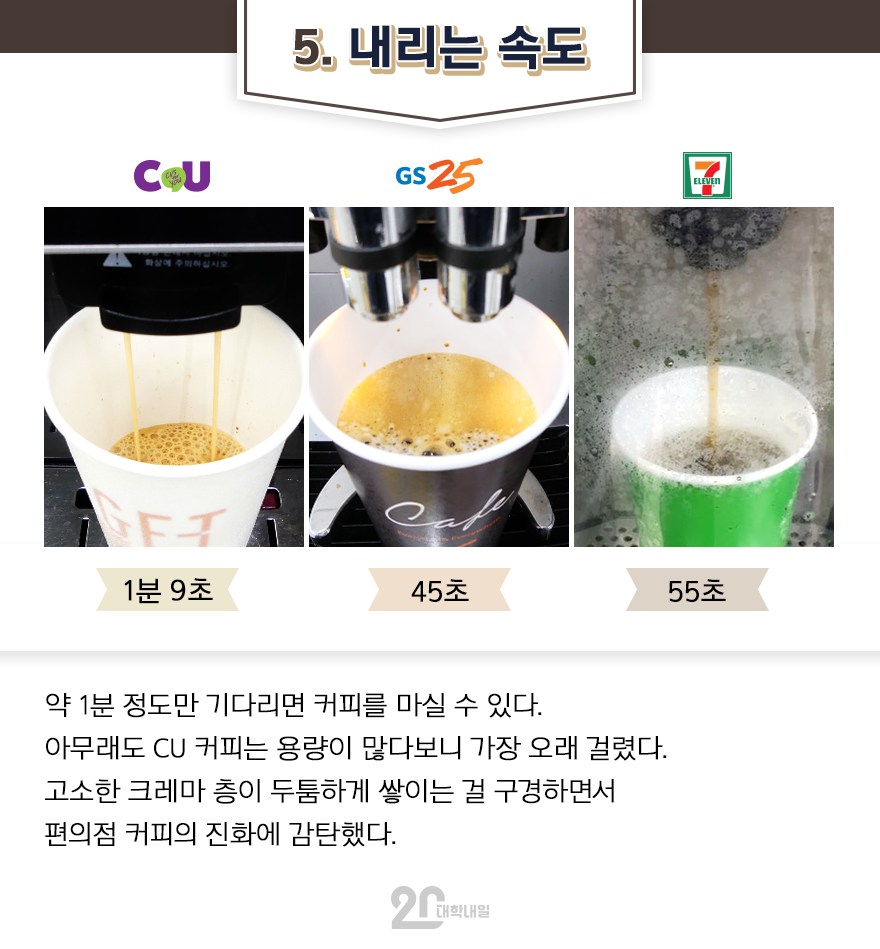 5. 내리는 속도
CU
GS25
7 ELEVEN
화상에 주의하십시오.
GET
Cafe
1분 9초
45초
55초
약 1분 정도만 기다리면 커피를 마실 수 있다.
아무래도 CU 커피는 용량이 많다보니 가장 오래 걸렸다.
고소한 크레마 층이 두툼하게 쌓이는 걸 구경하면서
편의점 커피의 진화에 감탄했다.
20 대학내일